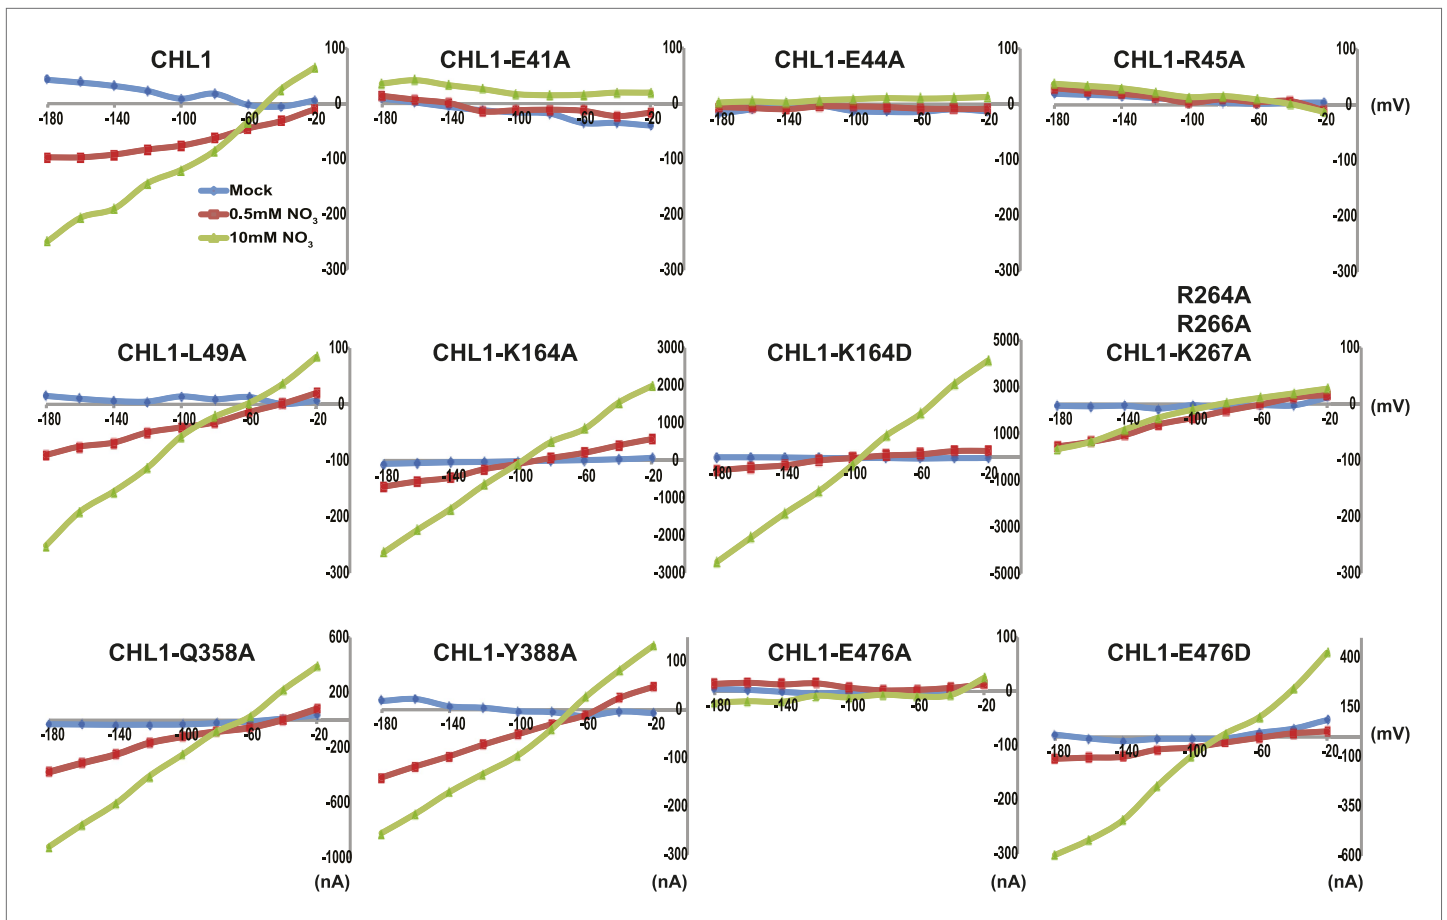 CHL1
100
0
-180 -140 -100 -60 -20
-100
-200
-300
Mock
0.5mM NO3
10mM NO3
CHL1-E41A
100
0
-180 -140 -100 -60 -20
-100
-200
-300
CHL1-E44A
100
0
-180 -140 -100 -60 -20
-100
-200
-300
CHL1-R45A
100
0
-180 -140 -100 -60 -20
-100
-200
-300
(mV)
CHL1-L49A
100
0
-180 -140 -100 -60 -20
-100
-200
-300
CHL1-K164A
3000
2000
1000
0
-180 -140 -100 -60 -20
-1000
-2000
-3000
CHL1-K164D
5000
3000
1000
-180 -140 -100 -60 -20
-1000
-3000
-5000
R264A
R266A
CHL1-K267A
100
0
-180 -140 -100 -60 -20
-100
-200
-300
(mV)
CHL1-Q358A
600
200
-180 -140 -100 -60 -20
-200
-600
-1000
(nA)
CHL1-Y388A
100
0
-180 -140 -100 -60 -20
-100
-200
-300
CHL1-E476A
100
0
-180 -140 -100 -60 -20
-100
-200
-300
(nA)
CHL1-E476D
400
150
-180 -140 -100 -60 -20
-100
-350
-600
(mV)
(nA)